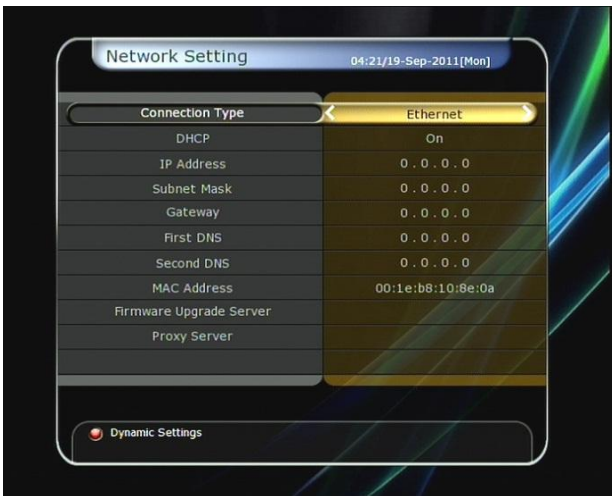 Network Setting 04:21/19-Sep-2011[Mon]
Connection Type Ethernet
DHCP On
IP Address 0 . 0 . 0 . 0
Subnet Mask 0 . 0 . 0 . 0
Gateway 0 . 0 . 0 . 0
First DNS 0 . 0 . 0 . 0
Second DNS 0 . 0 . 0 . 0
MAC Address 00:1e:b8:10:8e:0a
Firmware Upgrade Server
Proxy Server
Dynamic Settings